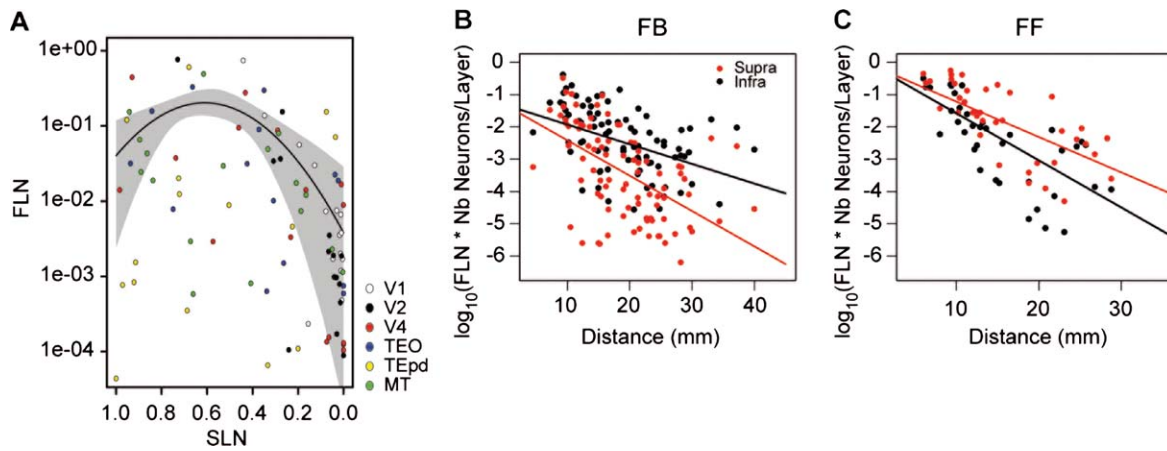 A
FLN
1e+00
1e-01
1e-02
1e-03
1e-04
1.0 0.8 0.6 0.4 0.2 0.0
SLN
V1
V2
V4
TEO
TEpd
MT
B
FB
log10(FLN * Nb Neurons/Layer)
0
-1
-2
-3
-4
-5
-6
Supra
Infra
10 20 30 40
Distance (mm)
C
FF
log10(FLN * Nb Neurons/Layer)
0
-1
-2
-3
-4
-5
-6
10 20 30
Distance (mm)